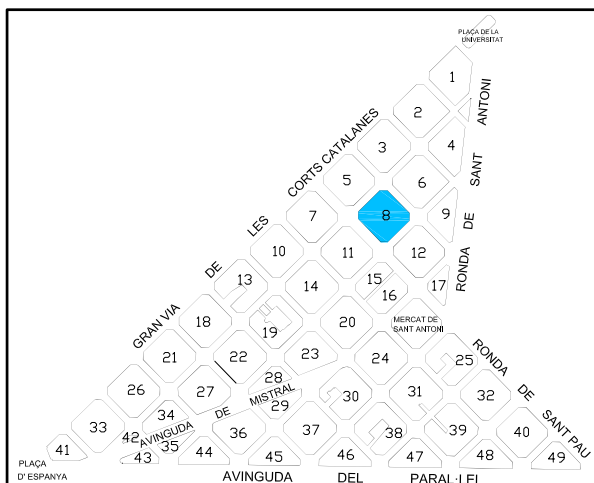 PLAÇA DE LA
UNIVERSITAT
1
2
ANTONI
3
4
CORTS CATALANES
5
6
SANT
7
8
9
LES
DE
10
11
12
13
DE
14
15
16
17
RONDA
GRAN VIA
18
19
20
MERCAT DE
SANT ANTONI
21
22
23
24
25
RONDA
26
27
28
MISTRAL
29
30
31
32
DE
33
34
DE
AVINGUDA
35
36
37
38
39
40
SANT PAU
41
42
43
44
45
46
47
48
49
PLAÇA
D' ESPANYA
AVINGUDA DEL PARAL·LEL